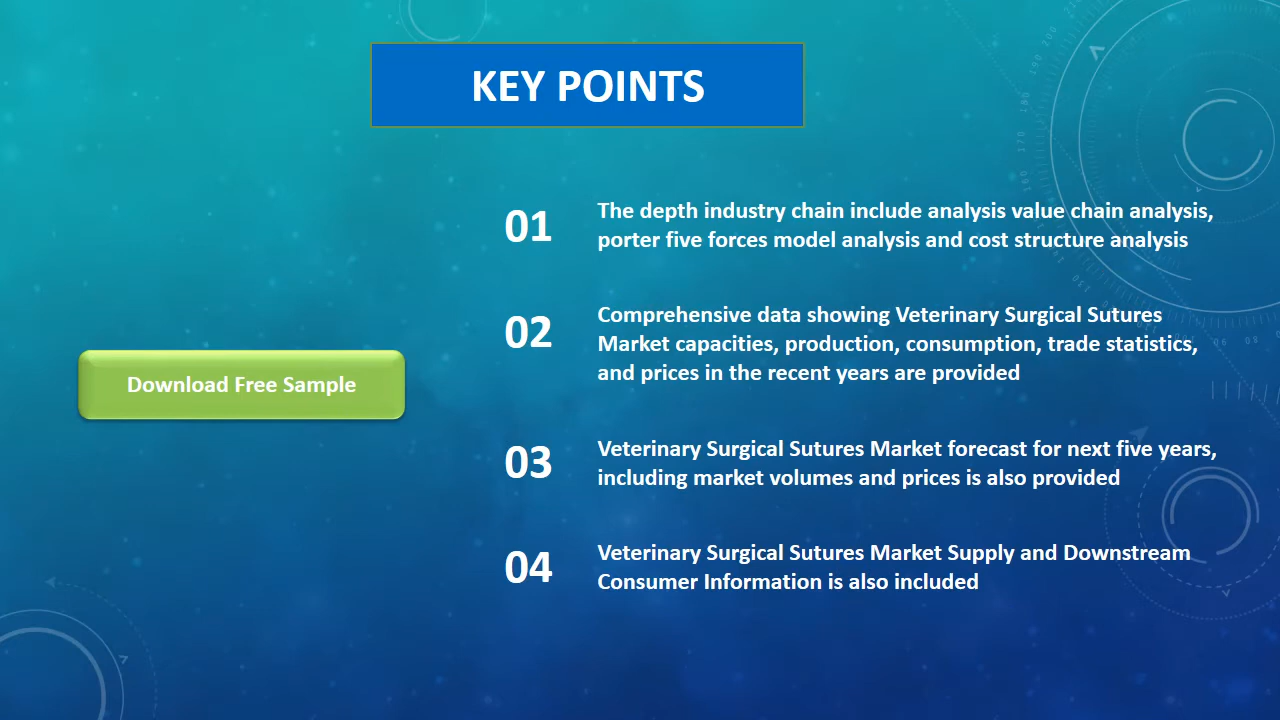 KEY POINTS
01
The depth industry chain include analysis value chain analysis,
porter five forces model analysis and cost structure analysis
02
Comprehensive data showing Veterinary Surgical Sutures
Market capacities, production, consumption, trade statistics,
and prices in the recent years are provided
Download Free Sample
03
Veterinary Surgical Sutures Market forecast for next five years,
including market volumes and prices is also provided
04
Veterinary Surgical Sutures Market Supply and Downstream
Consumer Information is also included